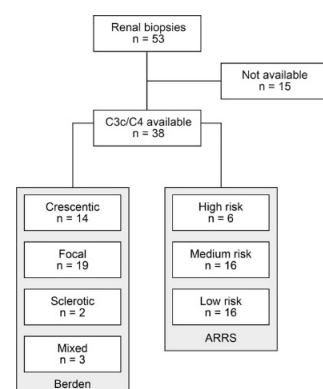 Renal biopsies
n = 53
Not available
n = 15
C3c/C4 available
n = 38
Crescentic
n = 14
Focal
n = 19
Sclerotic
n = 2
Mixed
n = 3
Berden
High risk
n = 6
Medium risk
n = 16
Low risk
n = 16
ARRS